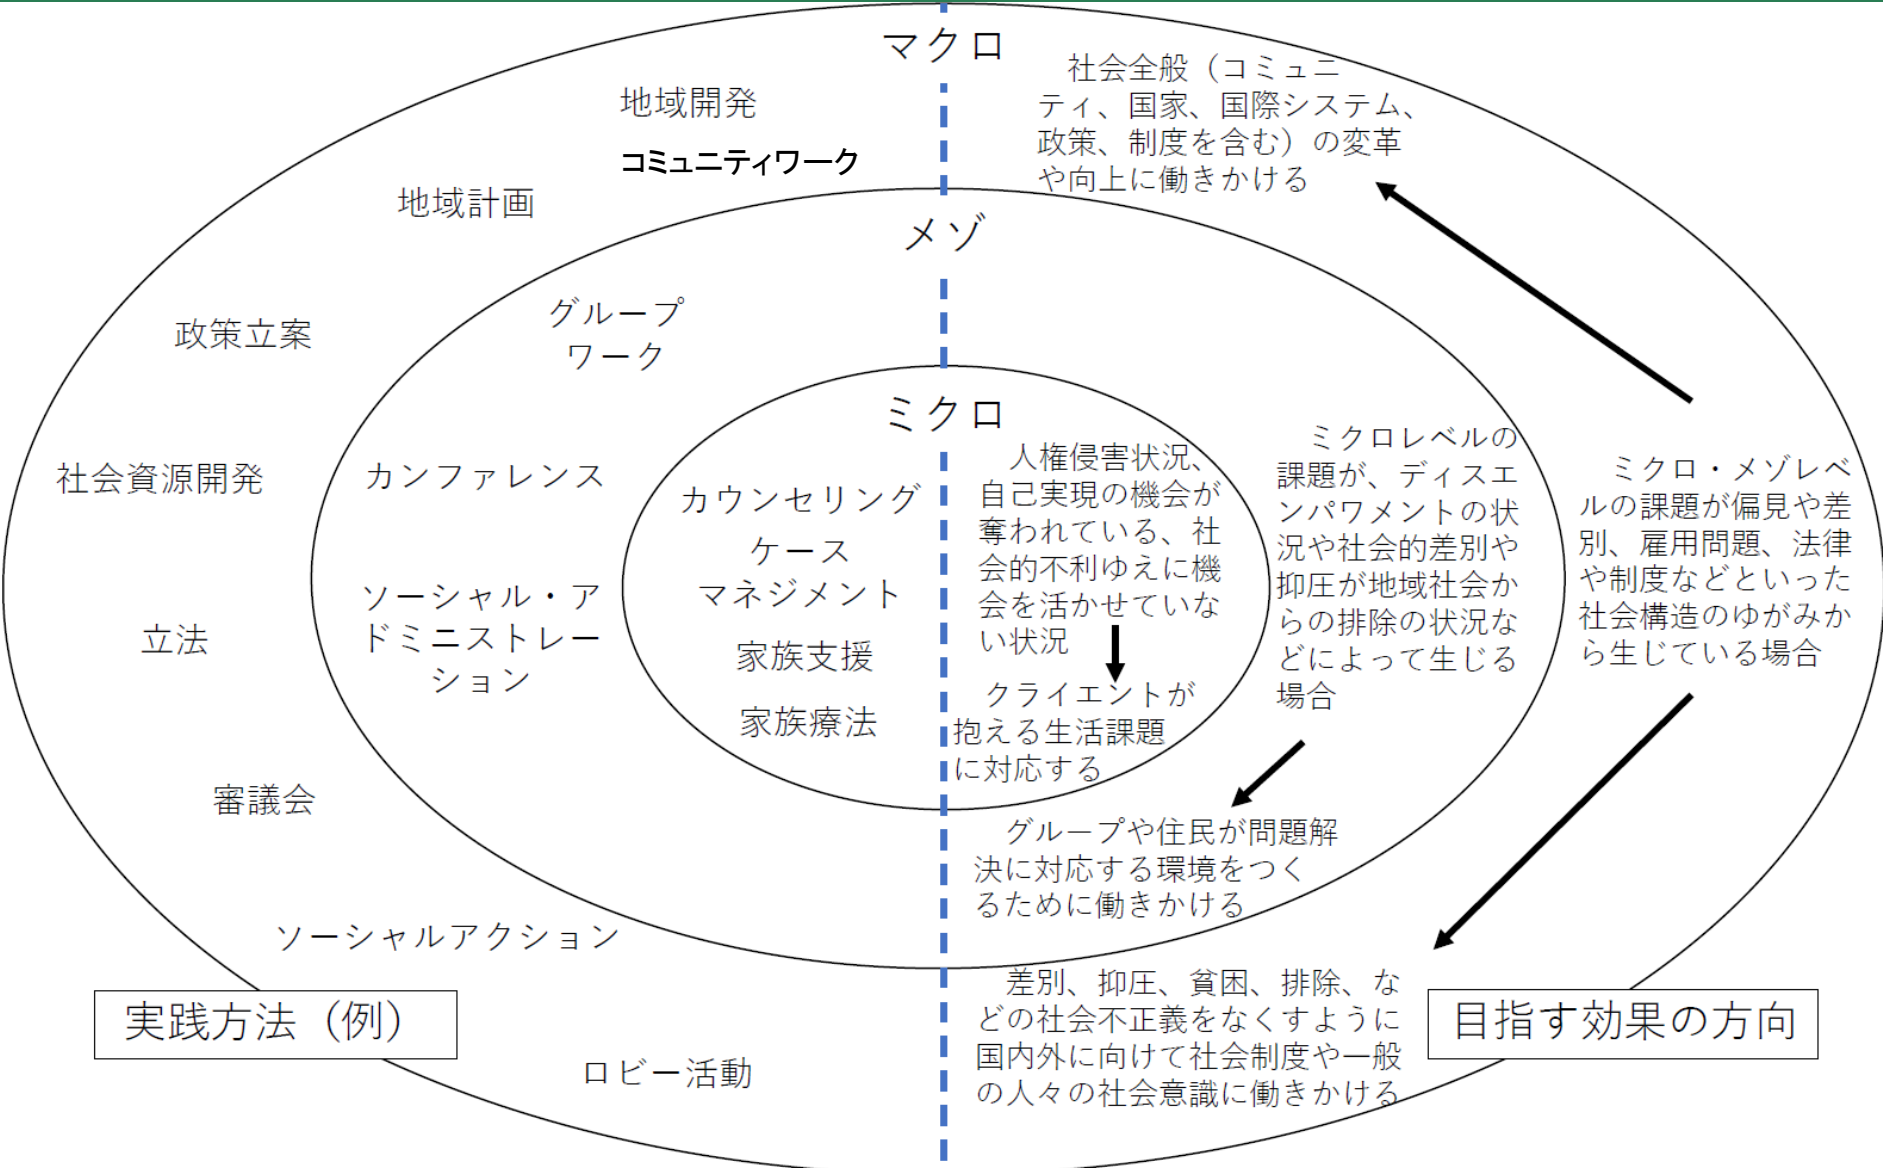 マクロ
地域開発
コミュニティワーク
地域計画
政策立案
社会資源開発
立法
審議会
ソーシャルアクション
ロビー活動
社会全般（コミュニ
ティ、国家、国際システム、
政策、制度を含む）の変革
や向上に働きかける
メゾ
グループ
ワーク
カンファレンス
ソーシャル・ア
ドミニストレー
ション
ミクロ
カウンセリング
ケース
マネジメント
家族支援
家族療法
人権侵害状況、
自己実現の機会が
奪われている、社
会的不利ゆえに機
会を活かせていな
い状況
クライエントが
抱える生活課題
に対応する
ミクロレベルの
課題が、ディスエ
ンパワメントの状
況や社会的差別や
抑圧が地域社会か
らの排除の状況な
どによって生じる
場合
グループや住民が問題解
決に対応する環境をつく
るために働きかける
ミクロ・メゾレベ
ルの課題が偏見や差
別、雇用問題、法律
や制度などといった
社会構造のゆがみか
ら生じている場合
差別、抑圧、貧困、排除、な
どの社会不正義をなくすように
国内外に向けて社会制度や一般
の人々の社会意識に働きかける
実践方法（例）
目指す効果の方向